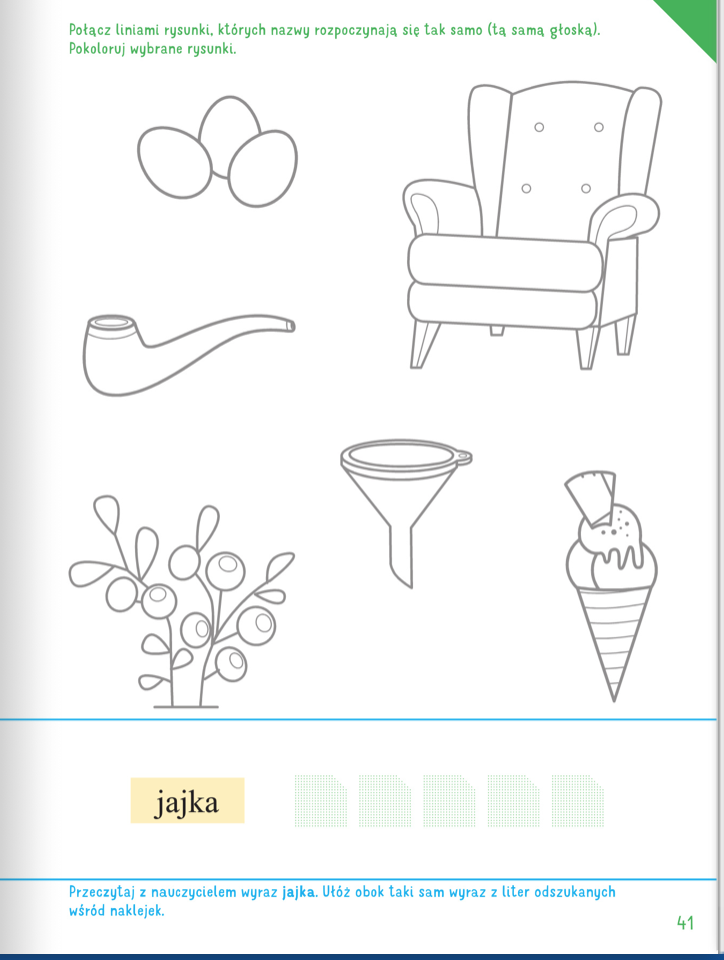 Połącz liniami rysunki, których nazwy rozpoczynają się tak samo (tą samą głoską).
Pokoloruj wybrane rysunki.
jajka
Przeczytaj z nauczycielem wyraz jajka. Ułóż obok taki sam wyraz z liter odszukanych
wśród naklejek.
41